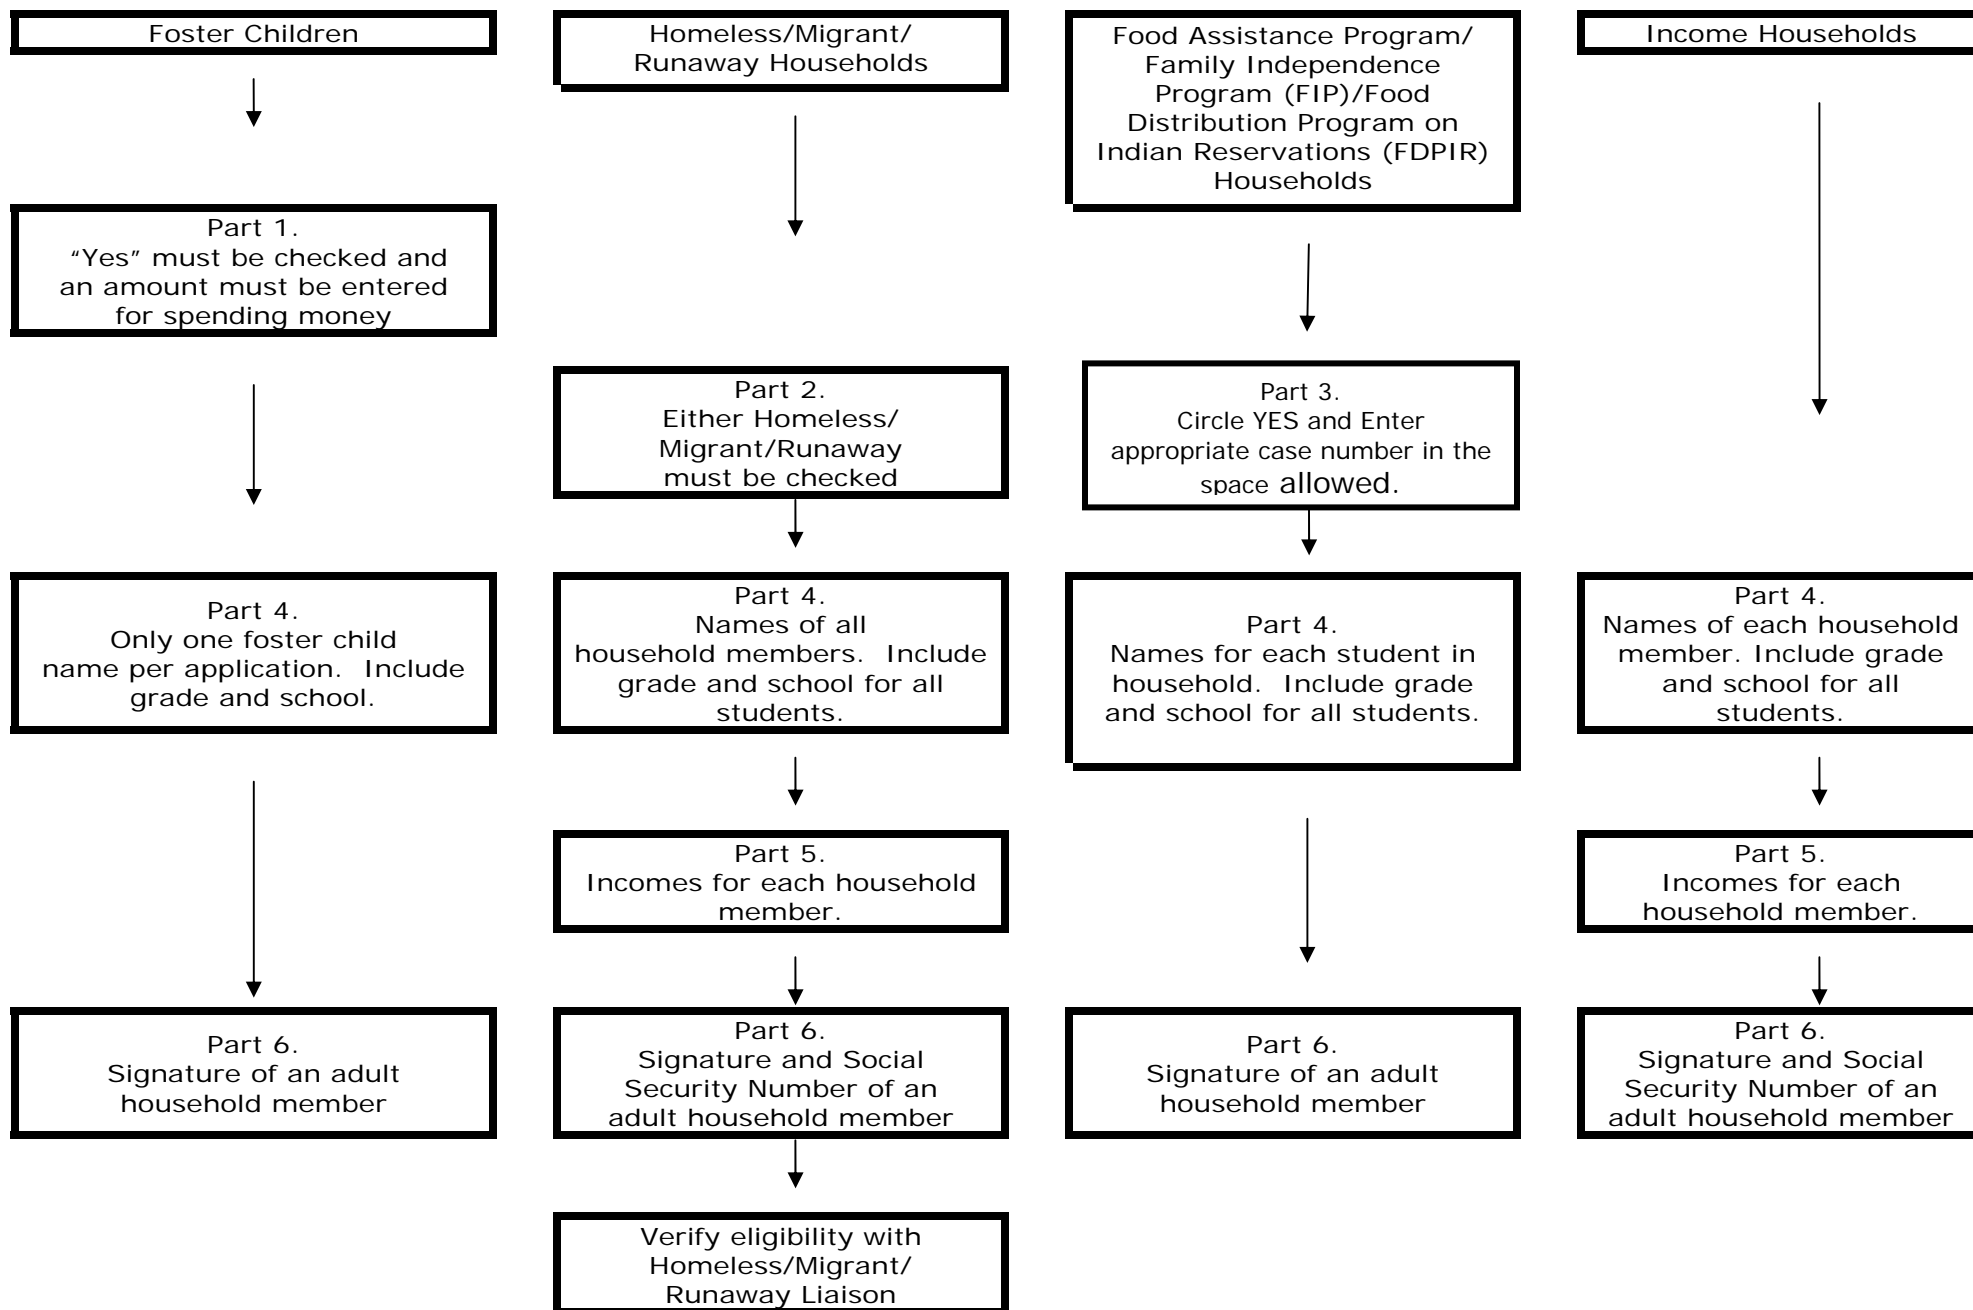 Foster Children
Part 1.
“Yes” must be checked and
an amount must be entered
for spending money
Part 4.
Only one foster child
name per application.  Include
grade and school.
Part 6.
Signature of an adult
household member
Homeless/Migrant/
Runaway Households
Part 2.
Either Homeless/
Migrant/Runaway
must be checked
Part 4.
Names of all
household members.  Include
grade and school for all
students.
Part 5.
Incomes for each household
member.
Part 6.
Signature and Social
Security Number of an
adult household member
Verify eligibility with
Homeless/Migrant/
Runaway Liaison
Food Assistance Program/
Family Independence
Program (FIP)/Food
Distribution Program on
Indian Reservations (FDPIR)
Households
Part 3.
Circle YES and Enter
appropriate case number in the
space allowed.
Part 4.
Names for each student in
household.  Include grade
and school for all students.
Part 6.
Signature of an adult
household member
Income Households
Part 4.
Names of each household
member. Include grade
and school for all
students.
Part 5.
Incomes for each
household member.
Part 6.
Signature and Social
Security Number of an
adult household member